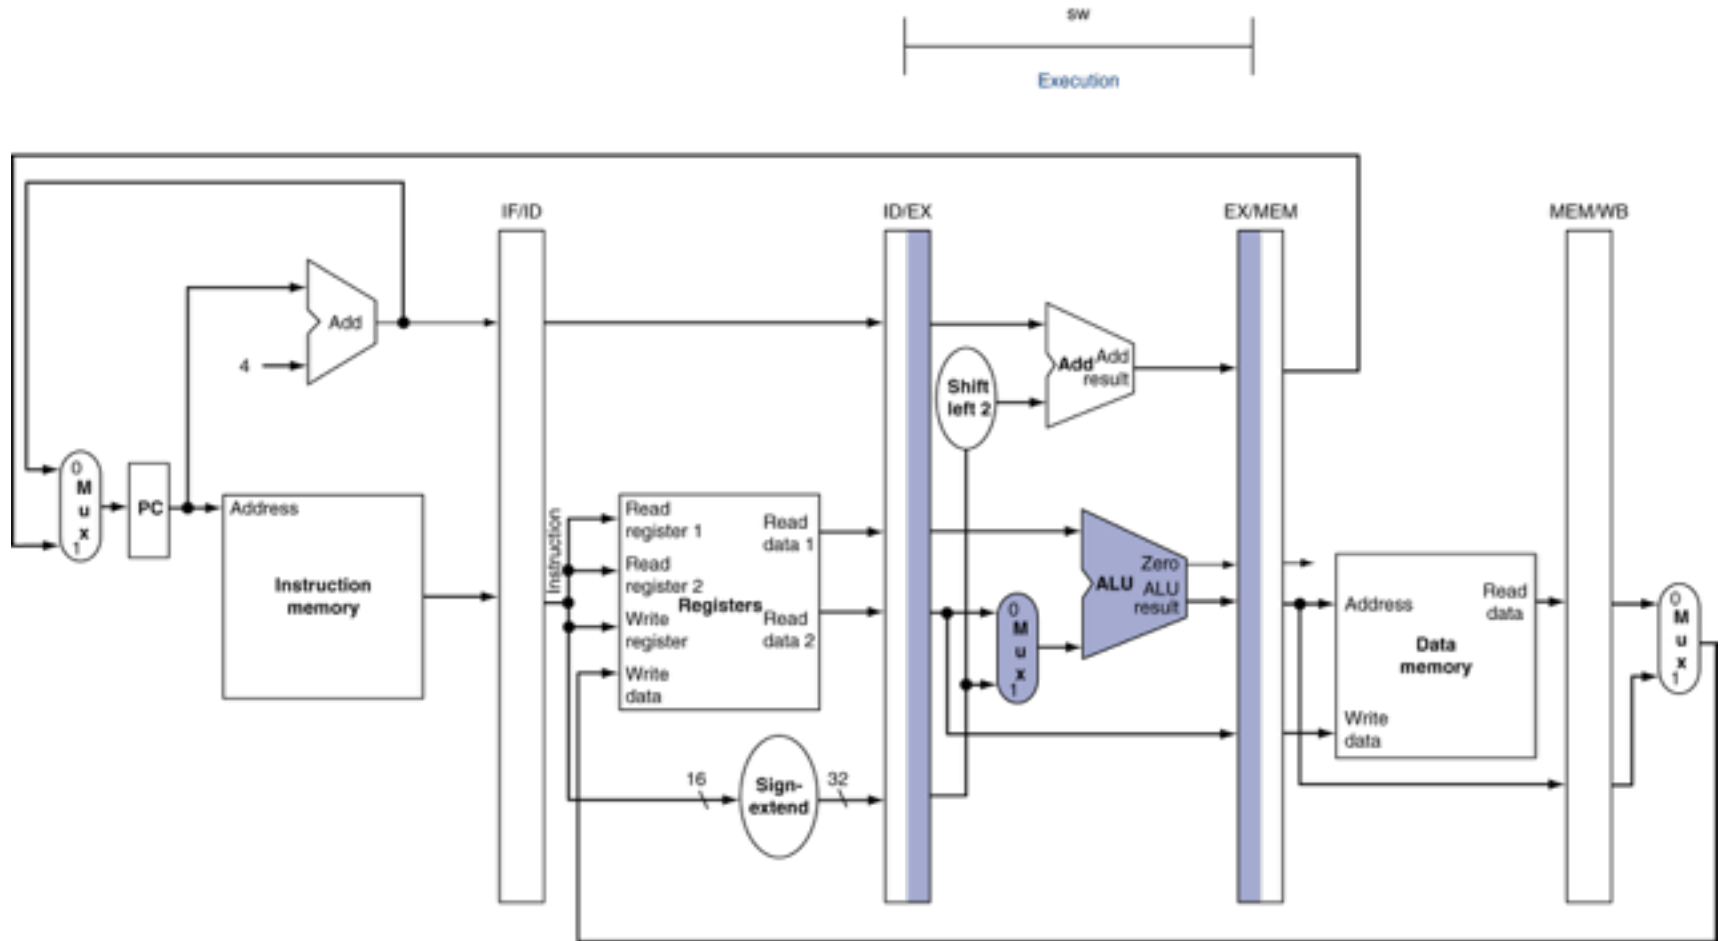 sw
Execution
IF/ID
ID/EX
EX/MEM
MEM/WB
Add
4
Add
Add
result
Shift
left 2
0
M
u
x
1
PC
Address
Instruction
memory
Instruction
Read
register 1
Read
register 2
Write
register
Write
data
Registers
Read
data 1
Read
data 2
16
Sign-
extend
32
0
M
u
x
1
Zero
ALU
ALU
result
Address
Read
data
Data
memory
Write
data
0
M
u
x
1